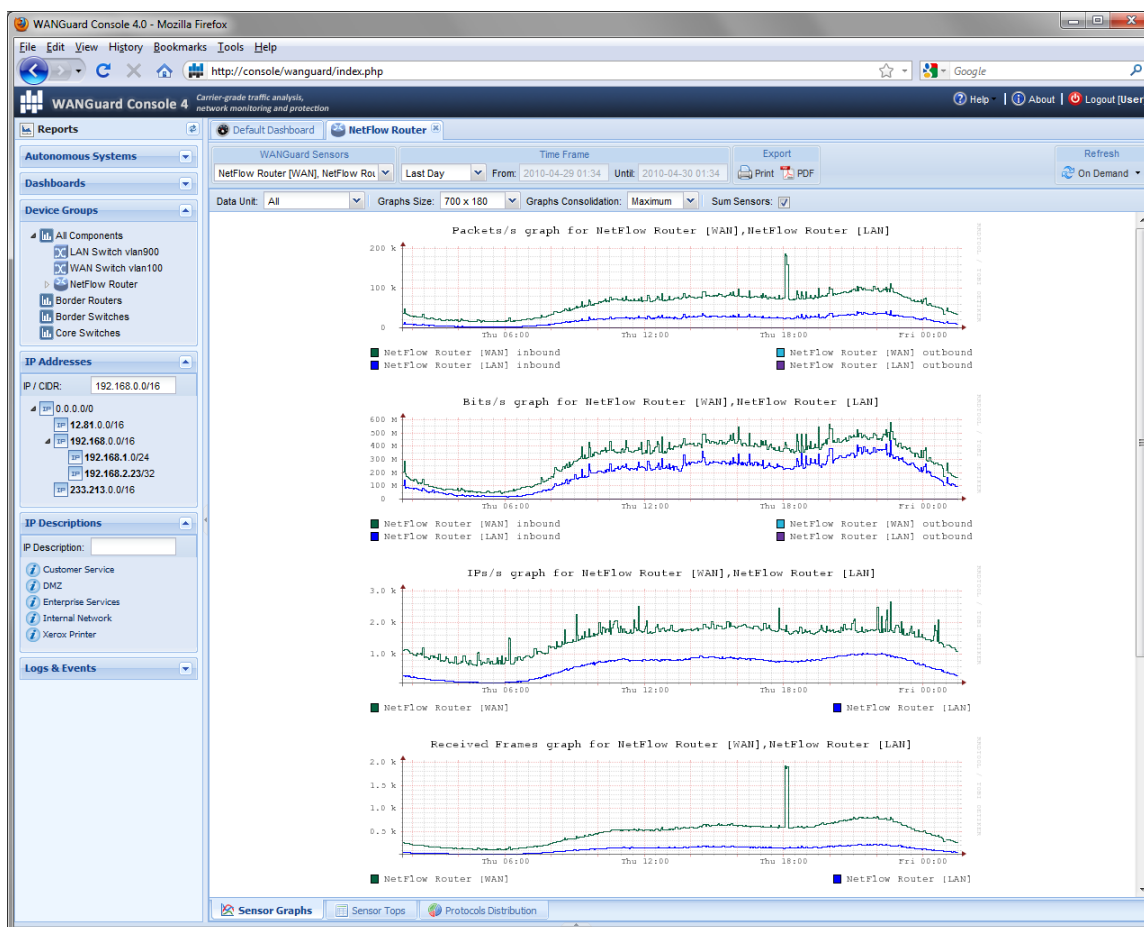 WANGuard Console 4.0 - Mozilla Firefox
File Edit View History Bookmarks Tools Help
http://console/wanguard/index.php
Google
WANGuard Console 4
Carrier-grade traffic analysis,
network monitoring and protection
Help | About | Logout [User
Reports
Autonomous Systems
Dashboards
Device Groups
All Components
LAN Switch vlan900
WAN Switch vlan100
NetFlow Router
Border Routers
Border Switches
Core Switches
IP Addresses
IP / CIDR: 192.168.0.0/16
0.0.0.0/0
12.81.0.0/16
192.168.0.0/16
192.168.1.0/24
192.168.2.23/32
233.213.0.0/16
IP Descriptions
IP Description:
Customer Service
DMZ
Enterprise Services
Internal Network
Xerox Printer
Logs & Events
Default Dashboard NetFlow Router
WANGuard Sensors Time Frame Export Refresh
NetFlow Router [WAN], NetFlow Rou Last Day From: 2010-04-29 01:34 Until: 2010-04-30 01:34 Print PDF On Demand
Data Unit: All Graphs Size: 700 x 180 Graphs Consolidation: Maximum Sum Sensors:
Packets/s graph for NetFlow Router [WAN],NetFlow Router [LAN]
200 k
100 k
0
Thu 06:00 Thu 12:00 Thu 18:00 Fri 00:00
NetFlow Router [WAN] inbound NetFlow Router [WAN] outbound
NetFlow Router [LAN] inbound NetFlow Router [LAN] outbound
Bits/s graph for NetFlow Router [WAN],NetFlow Router [LAN]
600 M
500 M
400 M
300 M
200 M
100 M
0
Thu 06:00 Thu 12:00 Thu 18:00 Fri 00:00
NetFlow Router [WAN] inbound NetFlow Router [WAN] outbound
NetFlow Router [LAN] inbound NetFlow Router [LAN] outbound
IPs/s graph for NetFlow Router [WAN],NetFlow Router [LAN]
3.0 k
2.0 k
1.0 k
Thu 06:00 Thu 12:00 Thu 18:00 Fri 00:00
NetFlow Router [WAN] NetFlow Router [LAN]
Received Frames graph for NetFlow Router [WAN],NetFlow Router [LAN]
2.0 k
1.5 k
1.0 k
0.5 k
Thu 06:00 Thu 12:00 Thu 18:00 Fri 00:00
NetFlow Router [WAN] NetFlow Router [LAN]
Sensor Graphs Sensor Tops Protocols Distribution